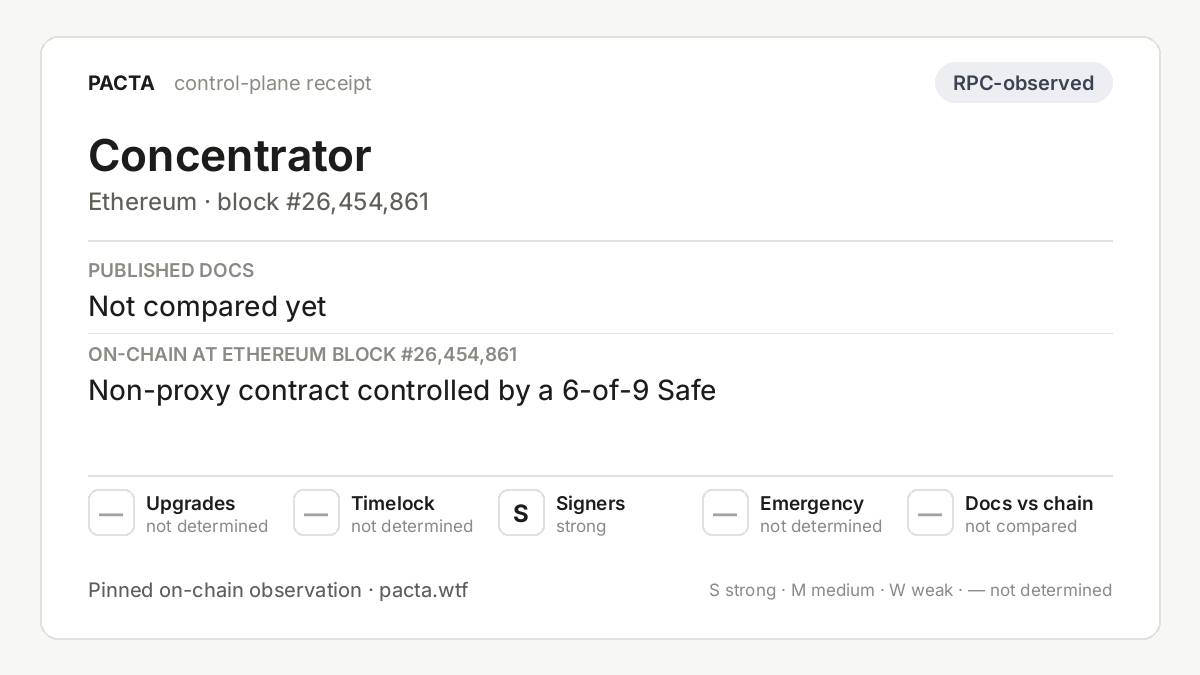 PACTA control-plane receipt RPC-observed
Concentrator
Ethereum · block #26,454,861
PUBLISHED DOCS
Not compared yet
ON-CHAIN AT ETHEREUM BLOCK #26,454,861
Non-proxy contract controlled by a 6-of-9 Safe
— Upgrades not determined
— Timelock not determined
S Signers strong
— Emergency not determined
— Docs vs chain not compared
Pinned on-chain observation · pacta.wtf
S strong · M medium · W weak · — not determined